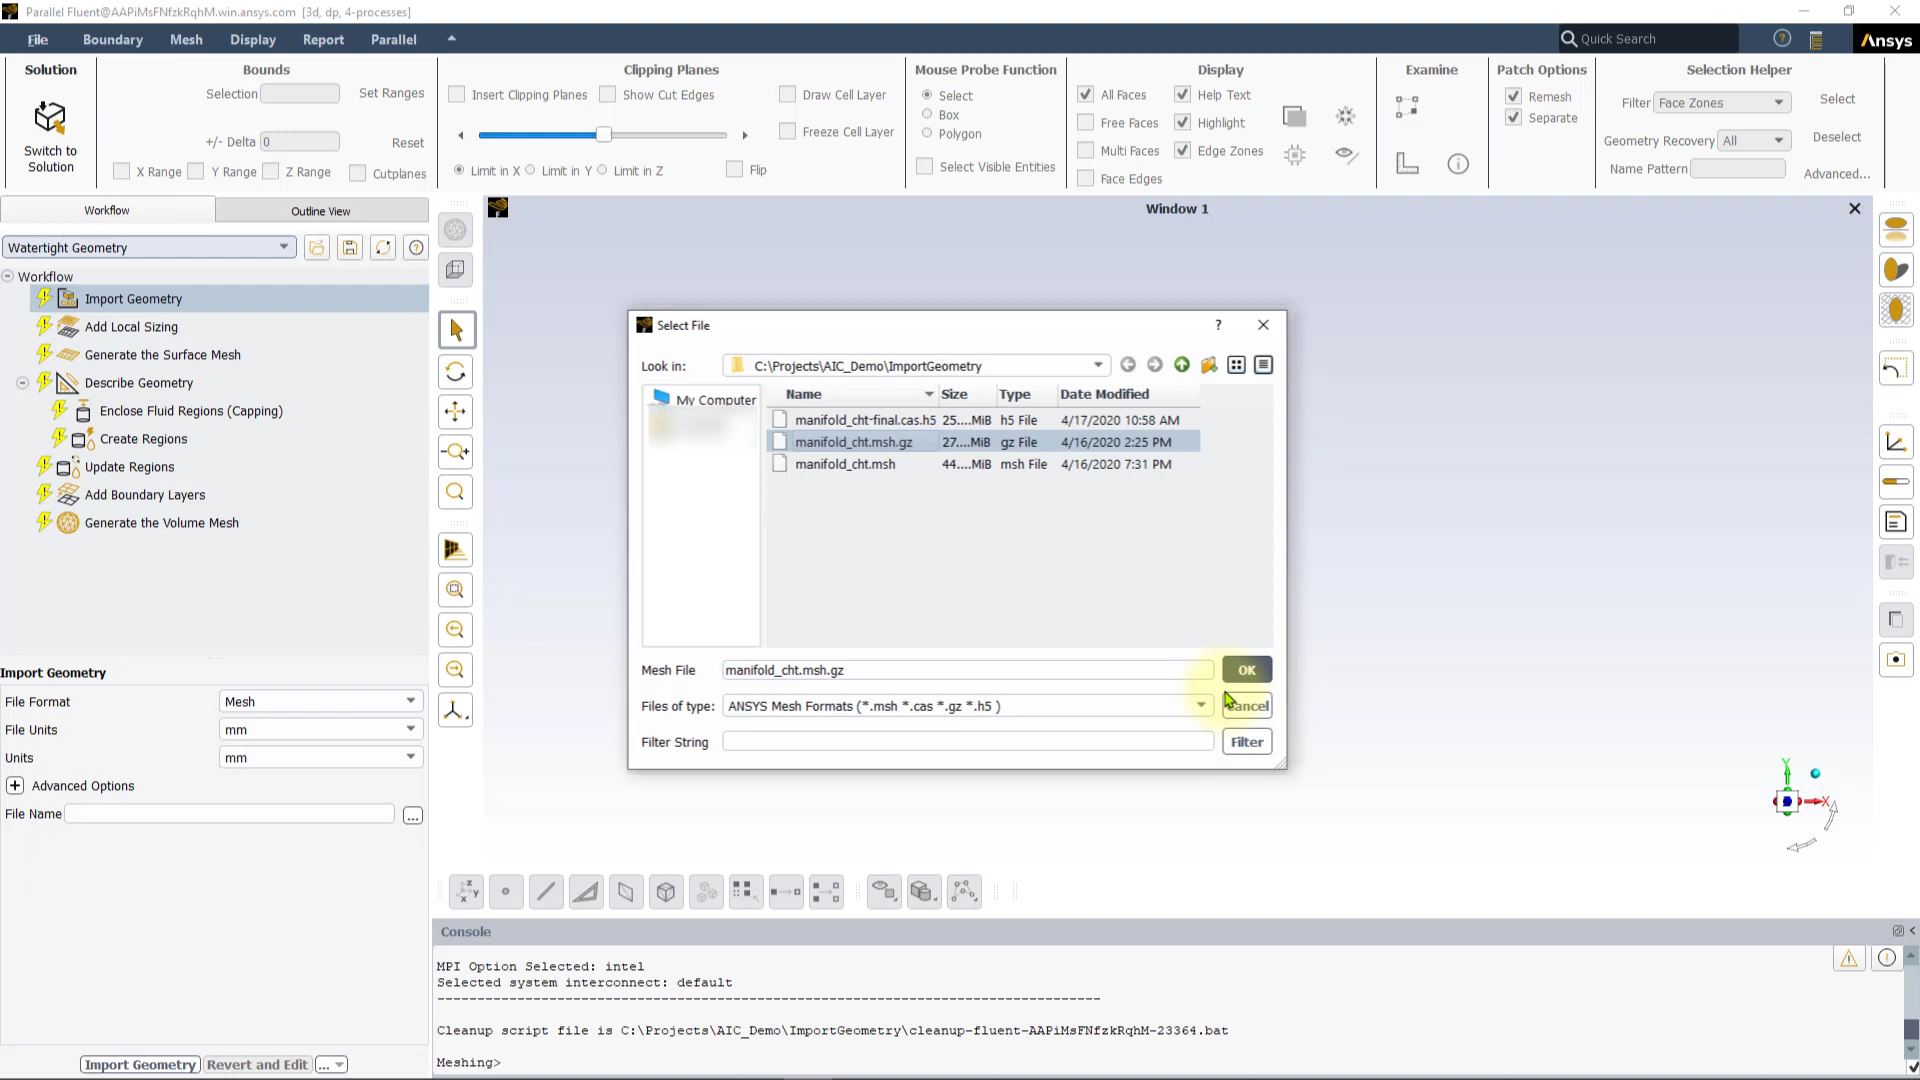 Parallel Fluent@AAPiMsFNfzkRqhM.win.ansys.com [3d, dp, 4-processes]
File Boundary Mesh Display Report Parallel Quick Search Ansys
Solution
Switch to
Solution
Bounds
Selection Set Ranges
+/- Delta 0 Reset
X Range Y Range Z Range Cutplanes
Clipping Planes
Insert Clipping Planes Show Cut Edges Draw Cell Layer
Freeze Cell Layer
Limit in X Limit in Y Limit in Z Flip
Mouse Probe Function
Select
Box
Polygon
Select Visible Entities
Display
All Faces Help Text
Free Faces Highlight
Multi Faces Edge Zones
Face Edges
Examine
Patch Options
Remesh
Separate
Selection Helper
Filter Face Zones Select
Geometry Recovery All Deselect
Name Pattern Advanced...
Workflow Outline View
Watertight Geometry
Workflow
Import Geometry
Add Local Sizing
Generate the Surface Mesh
Describe Geometry
Enclose Fluid Regions (Capping)
Create Regions
Update Regions
Add Boundary Layers
Generate the Volume Mesh
Import Geometry
File Format Mesh
File Units mm
Units mm
Advanced Options
File Name ...
Import Geometry Revert and Edit ...
Window 1
Select File ?
Look in: C:\Projects\AIC_Demo\ImportGeometry
My Computer
Name Size Type Date Modified
manifold_cht-final.cas.h5 25....MiB h5 File 4/17/2020 10:58 AM
manifold_cht.msh.gz 27....MiB gz File 4/16/2020 2:25 PM
manifold_cht.msh 44....MiB msh File 4/16/2020 7:31 PM
Mesh File manifold_cht.msh.gz OK
Files of type: ANSYS Mesh Formats (*.msh *.cas *.gz *.h5 ) Cancel
Filter String Filter
Y
X
Console
MPI Option Selected: intel
Selected system interconnect: default
Cleanup script file is C:\Projects\AIC_Demo\ImportGeometry\cleanup-fluent-AAPiMsFNfzkRqhM-23364.bat
Meshing>